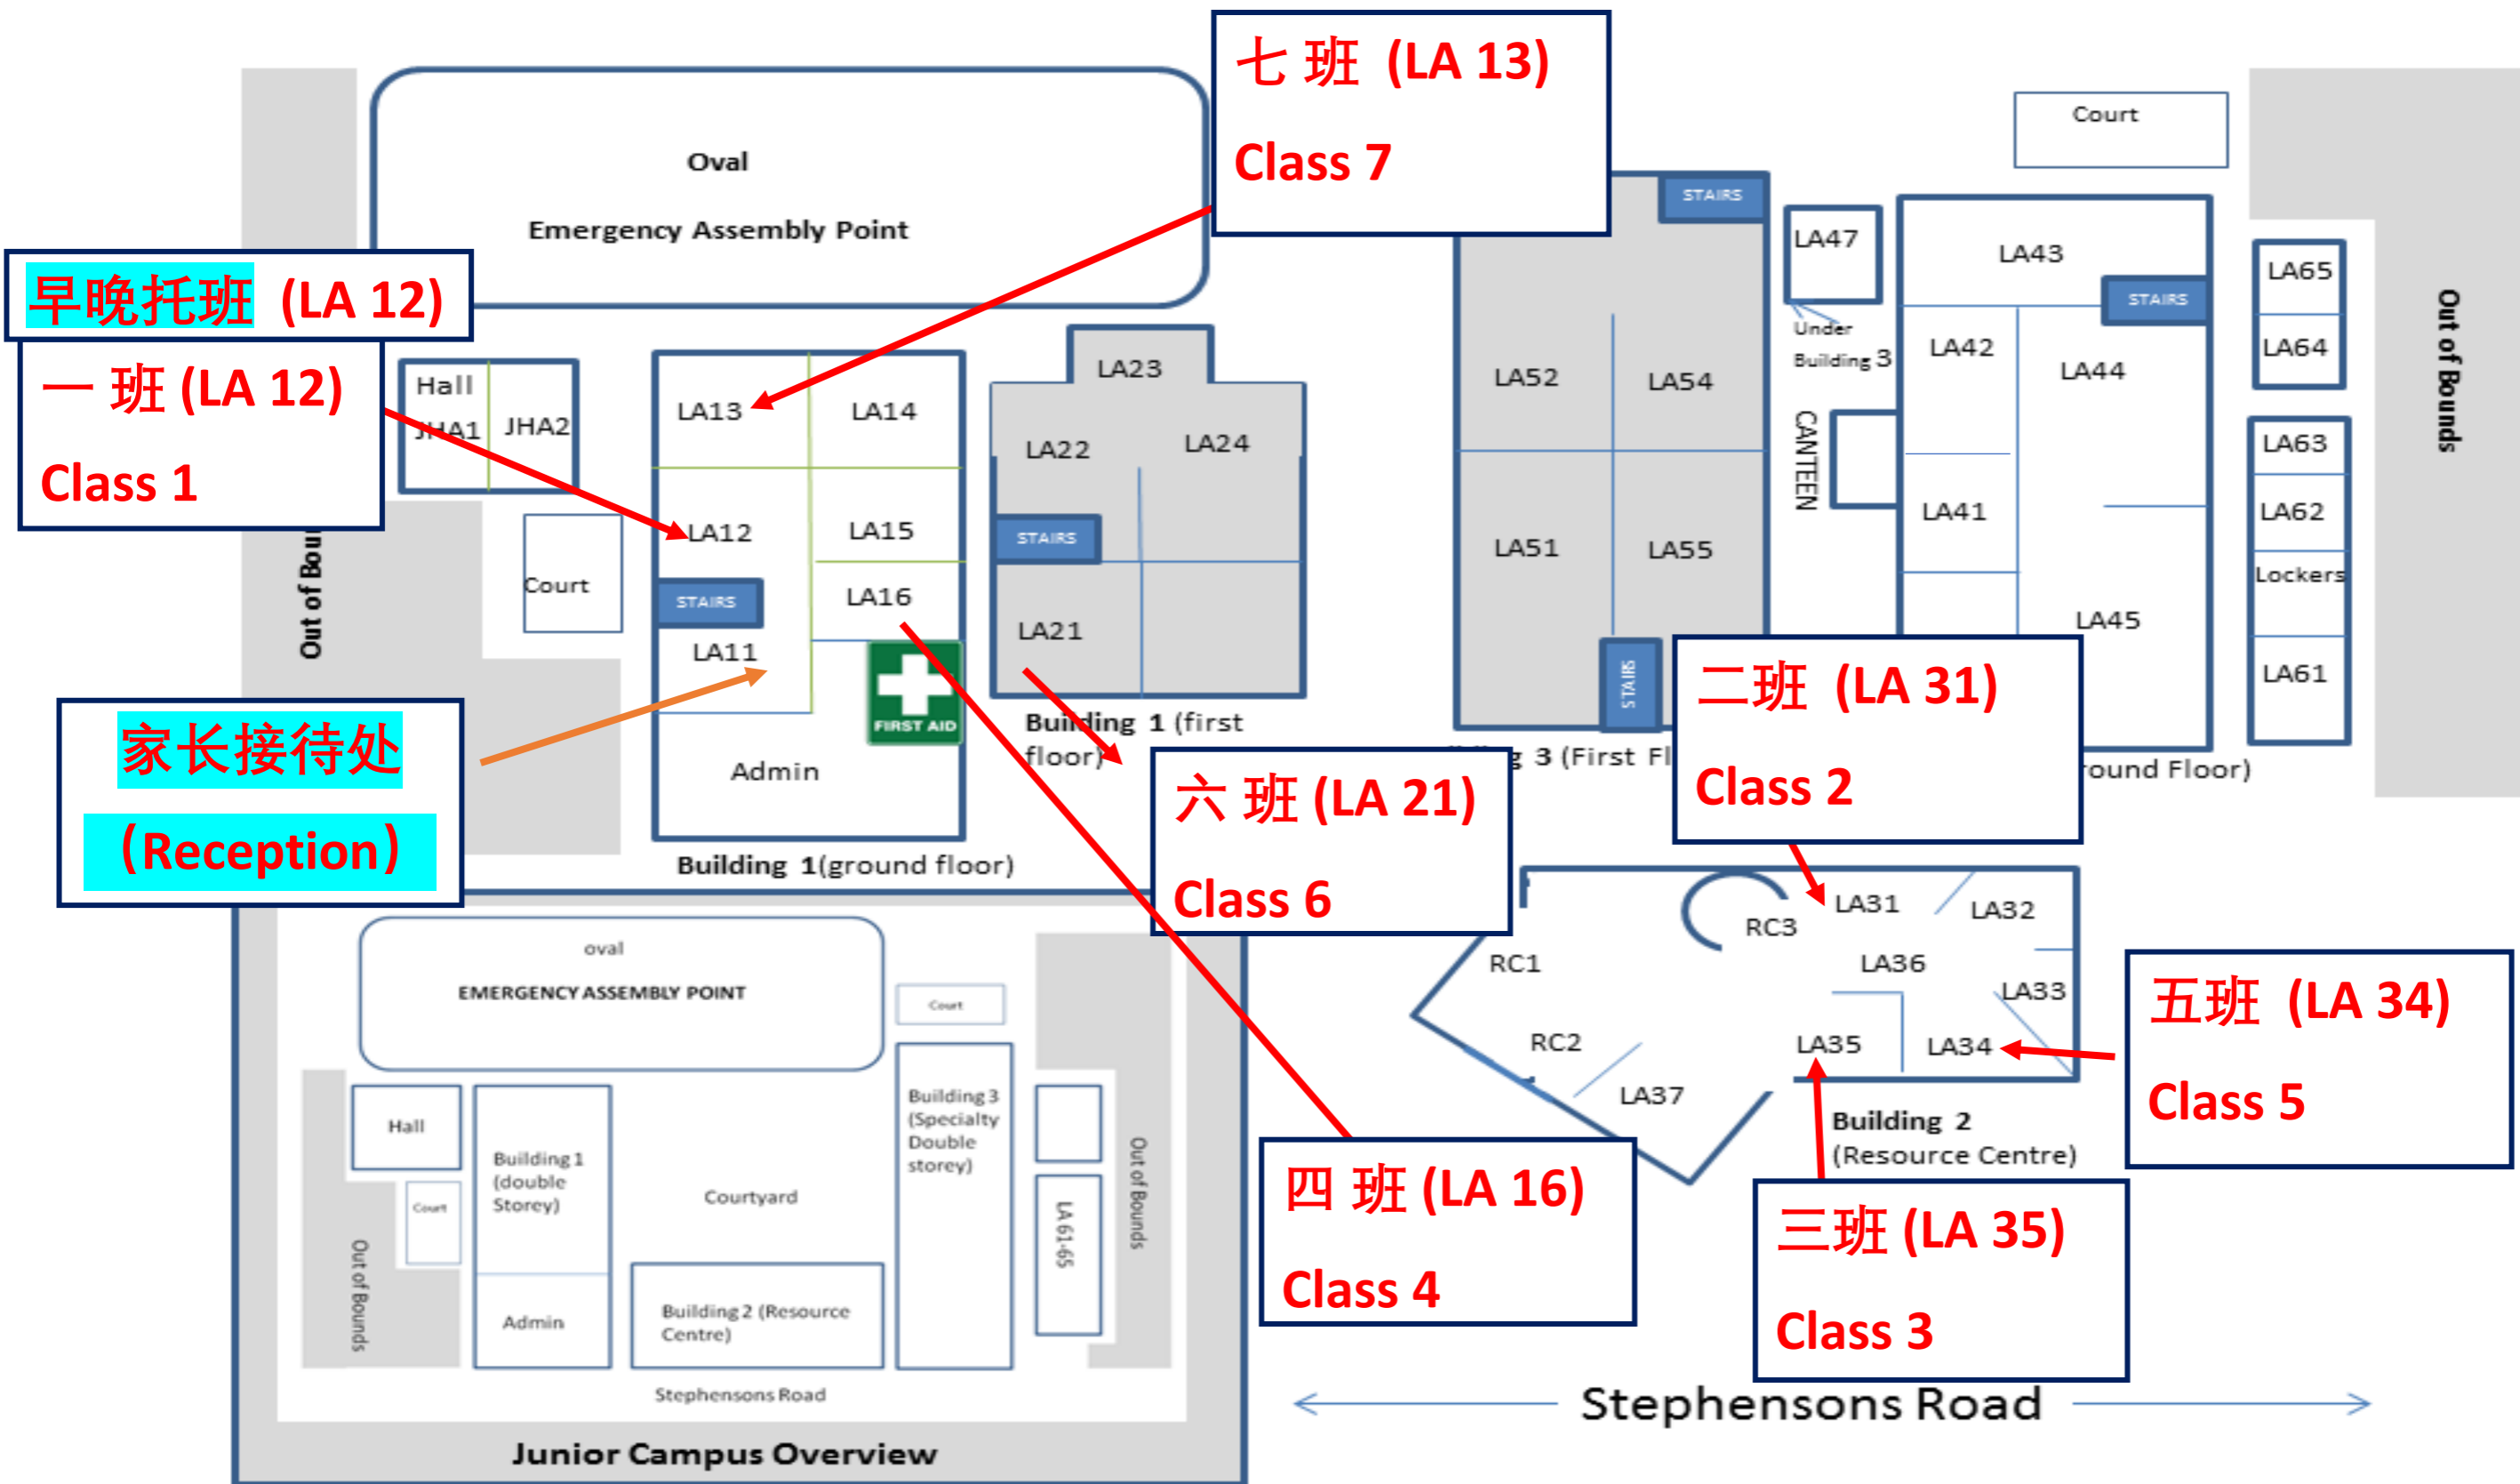 七 班 (LA 13)
Class 7
Court
Oval
Emergency Assembly Point
STAIRS
LA47
LA43
LA65
STAIRS
Under
Building 3
LA42
LA44
LA64
Out of Bounds
早晚托班 (LA 12)
一 班 (LA 12)
Class 1
Hall
JHA1
JHA2
LA13
LA14
LA23
LA22
LA24
LA52
LA54
CANTEEN
LA63
LA12
LA15
STAIRS
LA51
LA55
LA41
LA62
Out of Bou
Court
STAIRS
LA16
Lockers
LA11
LA21
STAIRS
LA45
LA61
FIRST AID
Admin
Building 1 (first
floor)
g 3 (First Fl
round Floor)
家长接待处
(Reception)
Building 1(ground floor)
六 班 (LA 21)
Class 6
二班 (LA 31)
Class 2
RC1
RC3
LA31
LA32
LA36
LA33
RC2
LA35
LA34
LA37
Building 2
(Resource Centre)
五班 (LA 34)
Class 5
四 班 (LA 16)
Class 4
三班 (LA 35)
Class 3
Stephensons Road
oval
EMERGENCY ASSEMBLY POINT
Court
Hall
Building 1
(double
Storey)
Building 3
(Specialty
Double
storey)
Court
Courtyard
Out of Bounds
LA 61-65
Out of Bounds
Admin
Building 2 (Resource
Centre)
Stephensons Road
Junior Campus Overview